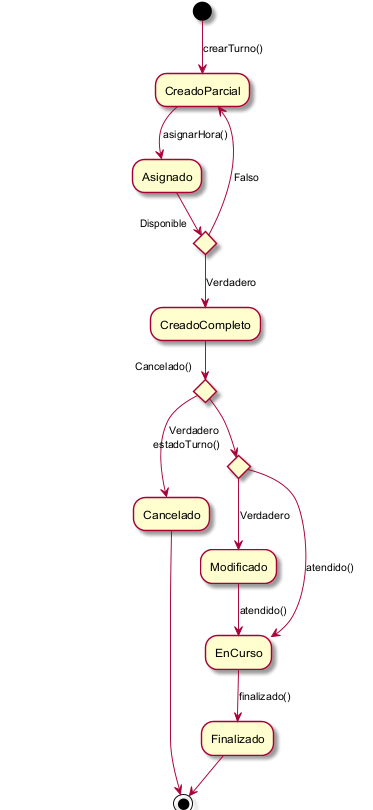 crearTurno()
CreadoParcial
asignarHora()
Asignado
Falso
Disponible
Verdadero
CreadoCompleto
Cancelado()
Verdadero
estadoTurno()
Cancelado
Verdadero
Modificado
atendido()
atendido()
EnCurso
finalizado()
Finalizado